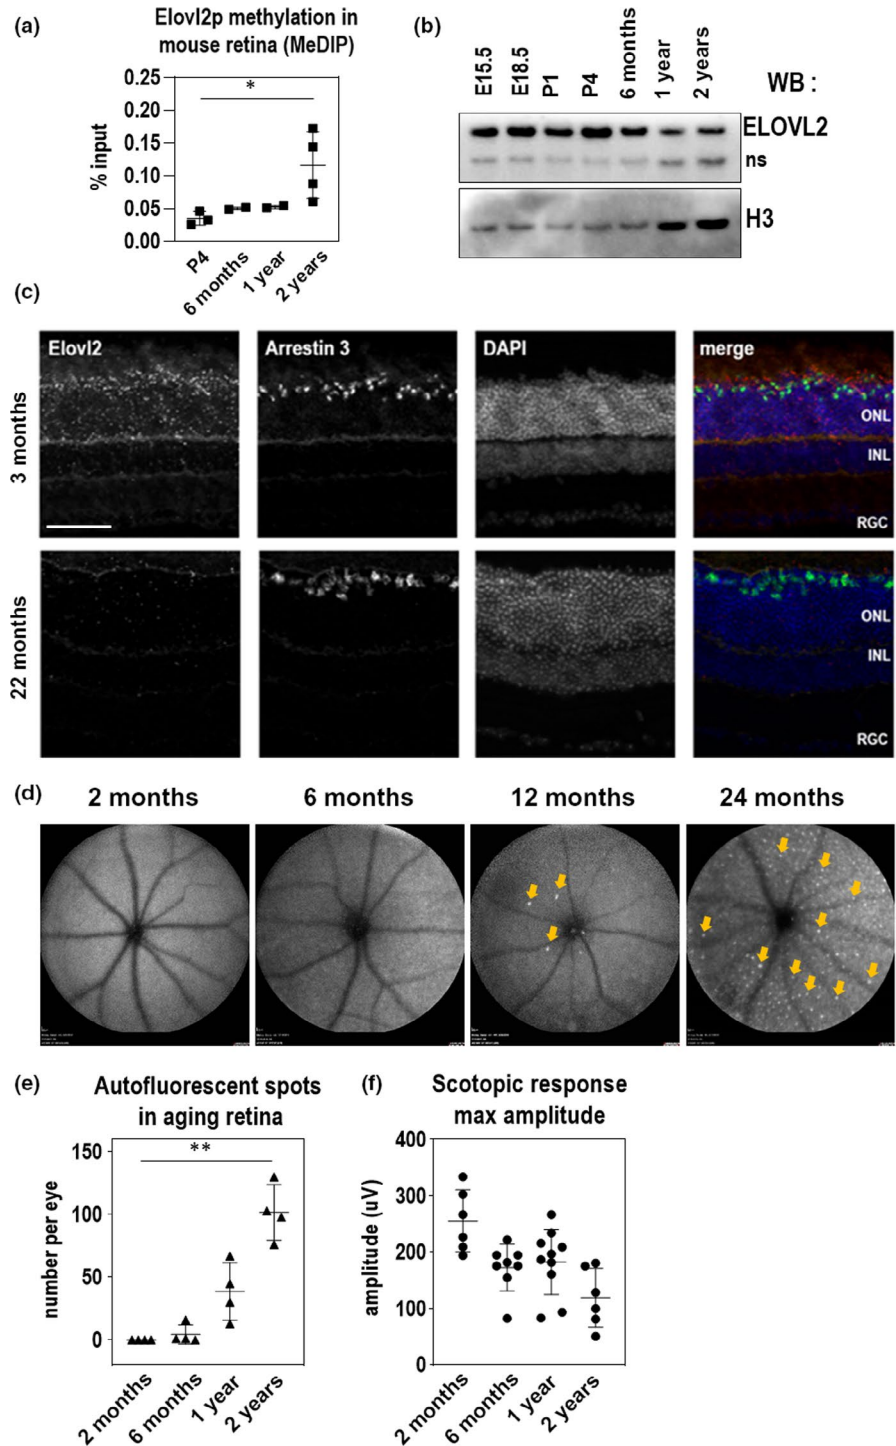 (a)
Elovl2p methylation in
mouse retina (MeDIP)
0.25
0.20
0.15
0.10
0.05
0.00
% input
*
P4
6 months
1 year
2 years
(b)
E15.5
E18.5
P1
P4
6 months
1 year
2 years
WB :
ELOVL2
ns
H3
(c)
Elovl2
Arrestin 3
DAPI
merge
3 months
ONL
INL
RGC
22 months
ONL
INL
RGC
(d)
2 months
6 months
12 months
24 months
(e)
Autofluorescent spots
in aging retina
150
100
50
0
number per eye
**
2 months
6 months
1 year
2 years
(f)
Scotopic response
max amplitude
400
300
200
100
0
amplitude (uV)
2 months
6 months
1 year
2 years